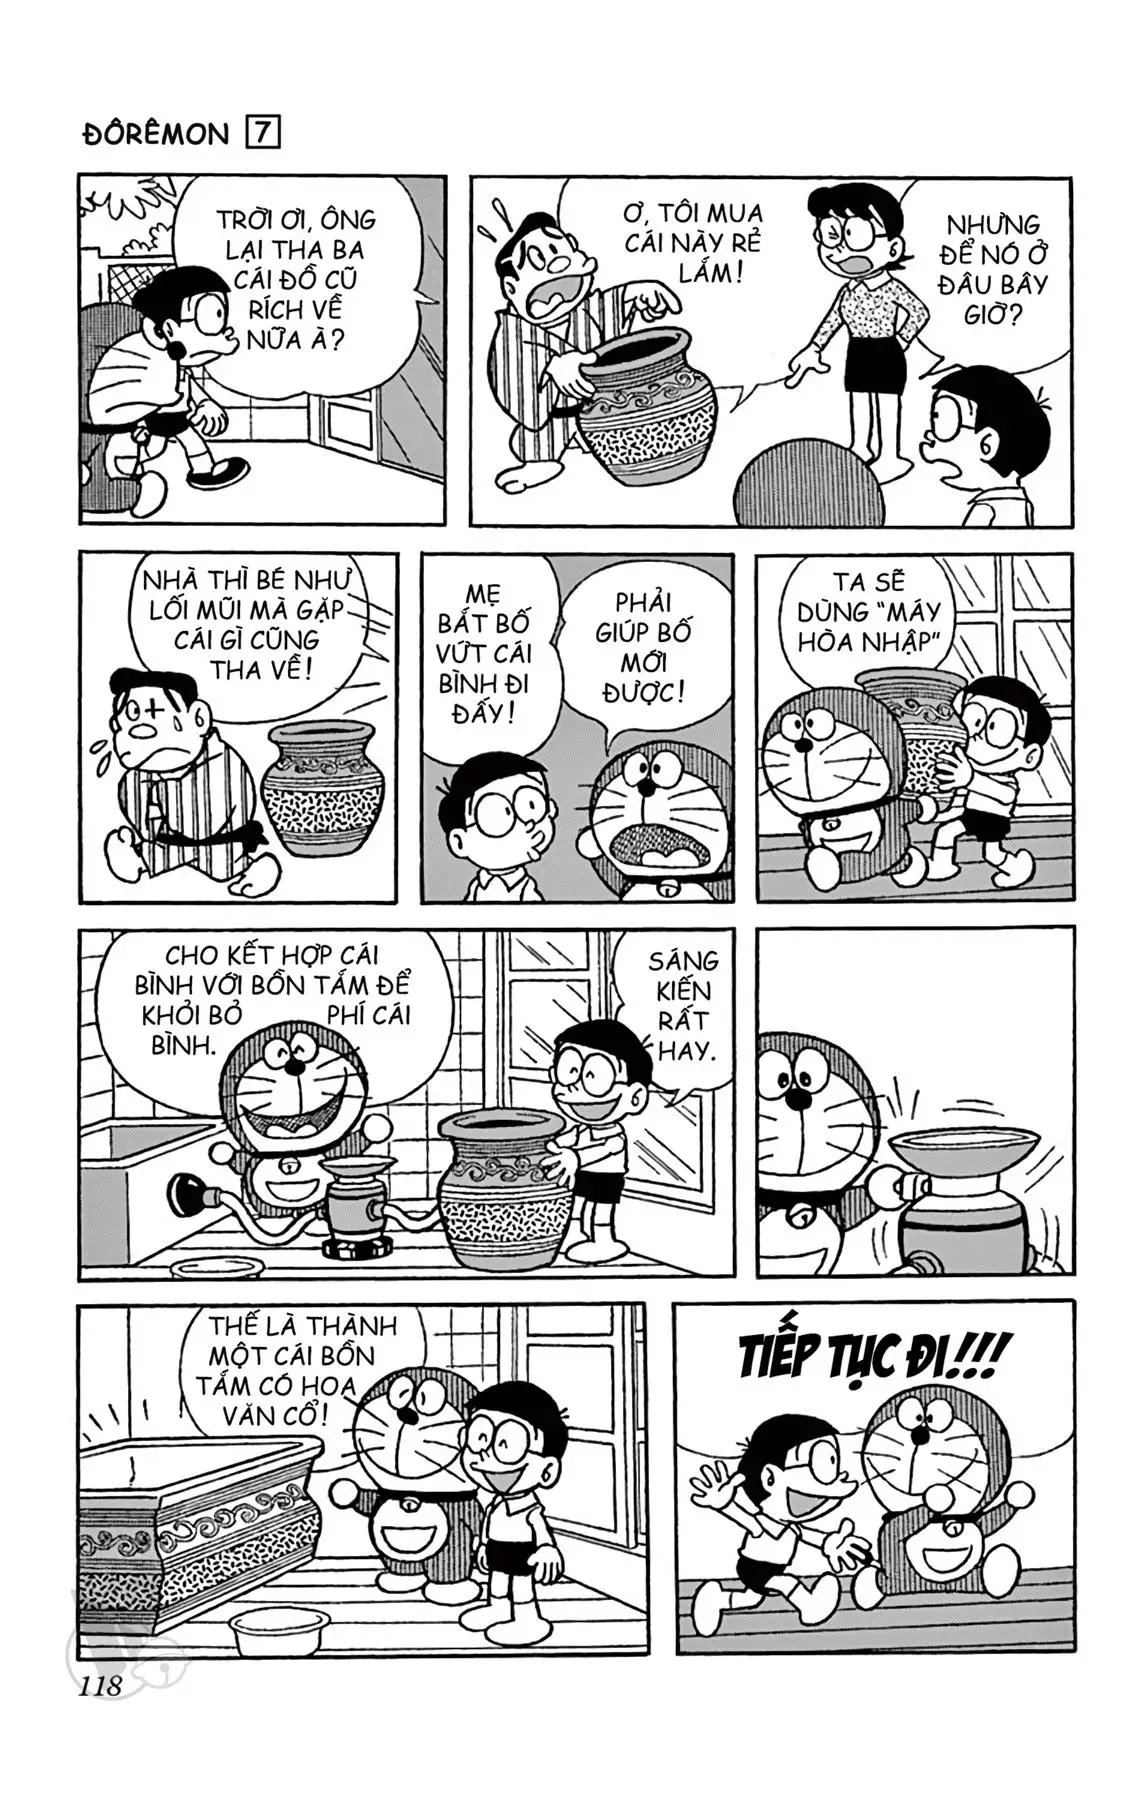 ĐÔRÊMON 7
TRỜI ƠI, ÔNG
LẠI THA BA
CÁI ĐỒ CŨ
RÍCH VỀ
NỮA À?
Ơ, TÔI MUA
CÁI NÀY RẺ
LẮM!
NHƯNG
ĐỂ NÓ Ở
ĐÂU BÂY
GIỜ?
NHÀ THÌ BÉ NHƯ
LỐI MŨI MÀ GẶP
CÁI GÌ CŨNG
THA VỀ!
MẸ
BẮT BỐ
VỨT CÁI
BÌNH ĐI
ĐẤY!
PHẢI
GIÚP BỐ
MỚI
ĐƯỢC!
TA SẼ
DÙNG "MÁY
HÒA NHẬP"
CHO KẾT HỢP CÁI
BÌNH VỚI BỒN TẮM ĐỂ
KHỎI BỎ PHÍ CÁI
BÌNH.
SÁNG
KIẾN
RẤT
HAY.
THẾ LÀ THÀNH
MỘT CÁI BỒN
TẮM CÓ HOA
VĂN CỔ!
TIẾP TỤC ĐI!!!
118